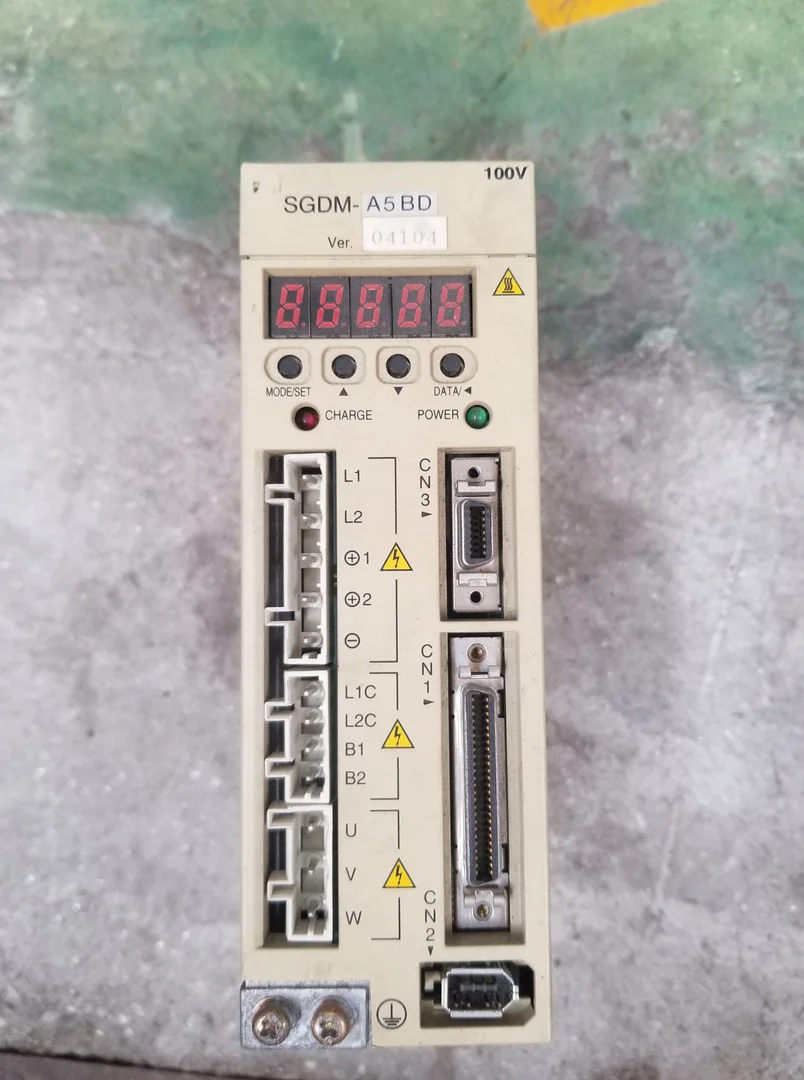 100V
SGDM-A5BD
Ver. 04104
MODE/SET ▲ ▼ DATA/◀
CHARGE POWER
L1
L2
⊕1
⊕2
⊖
L1C
L2C
B1
B2
U
V
W
CN3
CN1
CN2